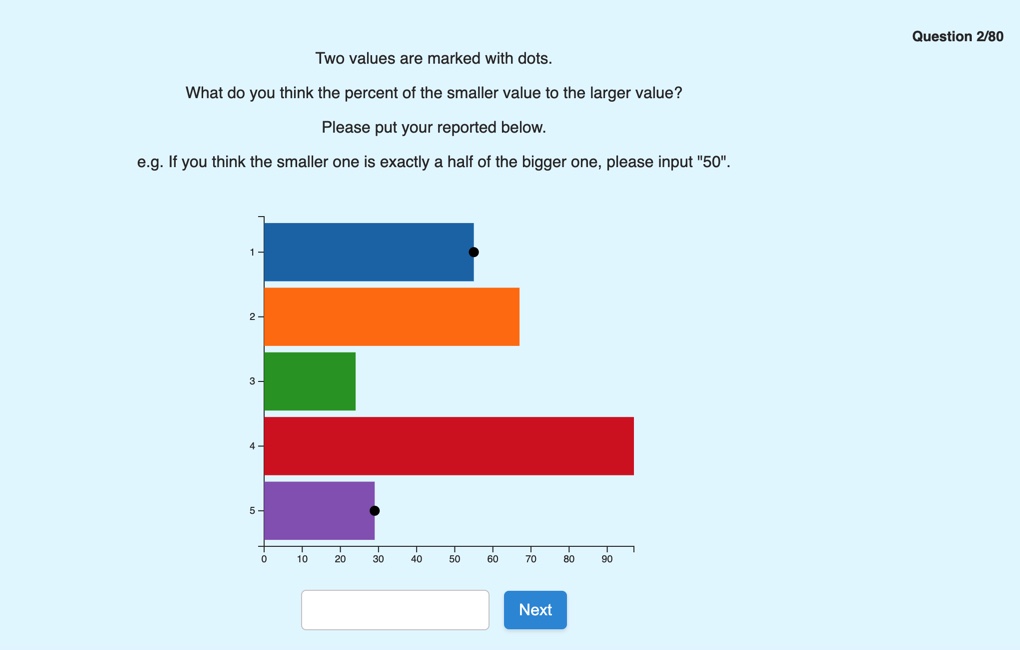 Question 2/80
Two values are marked with dots.
What do you think the percent of the smaller value to the larger value?
Please put your reported below.
e.g. If you think the smaller one is exactly a half of the bigger one, please input "50".
1
2
3
4
5
0 10 20 30 40 50 60 70 80 90
Next